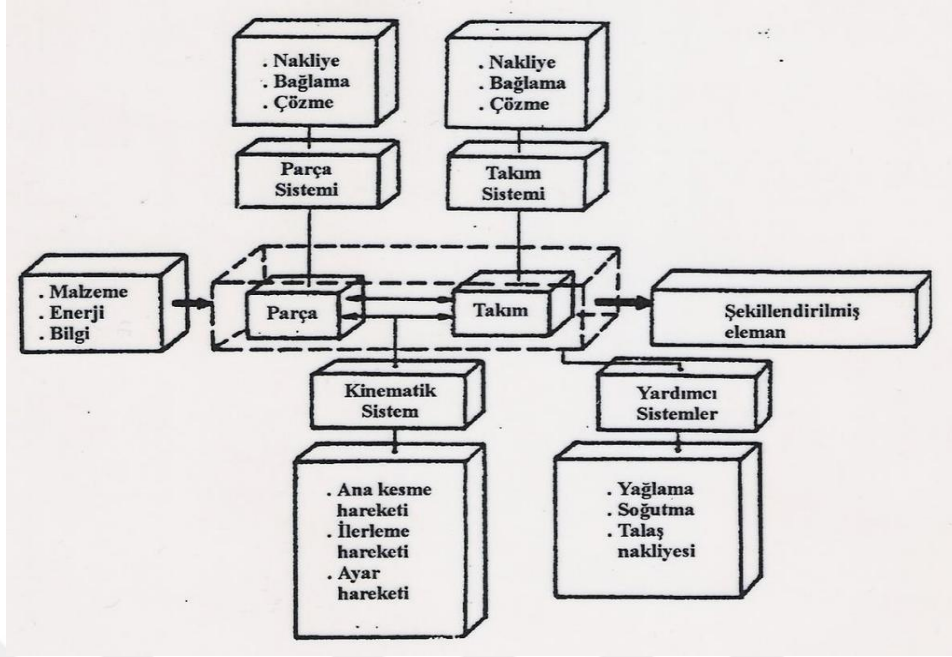 . Nakliye
. Bağlama
. Çözme
. Nakliye
. Bağlama
. Çözme
Parça
Sistemi
Takım
Sistemi
. Malzeme
. Enerji
. Bilgi
Parça
Takım
Şekillendirilmiş
eleman
Kinematik
Sistem
Yardımcı
Sistemler
. Ana kesme
hareketi
. İlerleme
hareketi
. Ayar
hareketi
. Yağlama
. Soğutma
. Talaş
nakliyesi